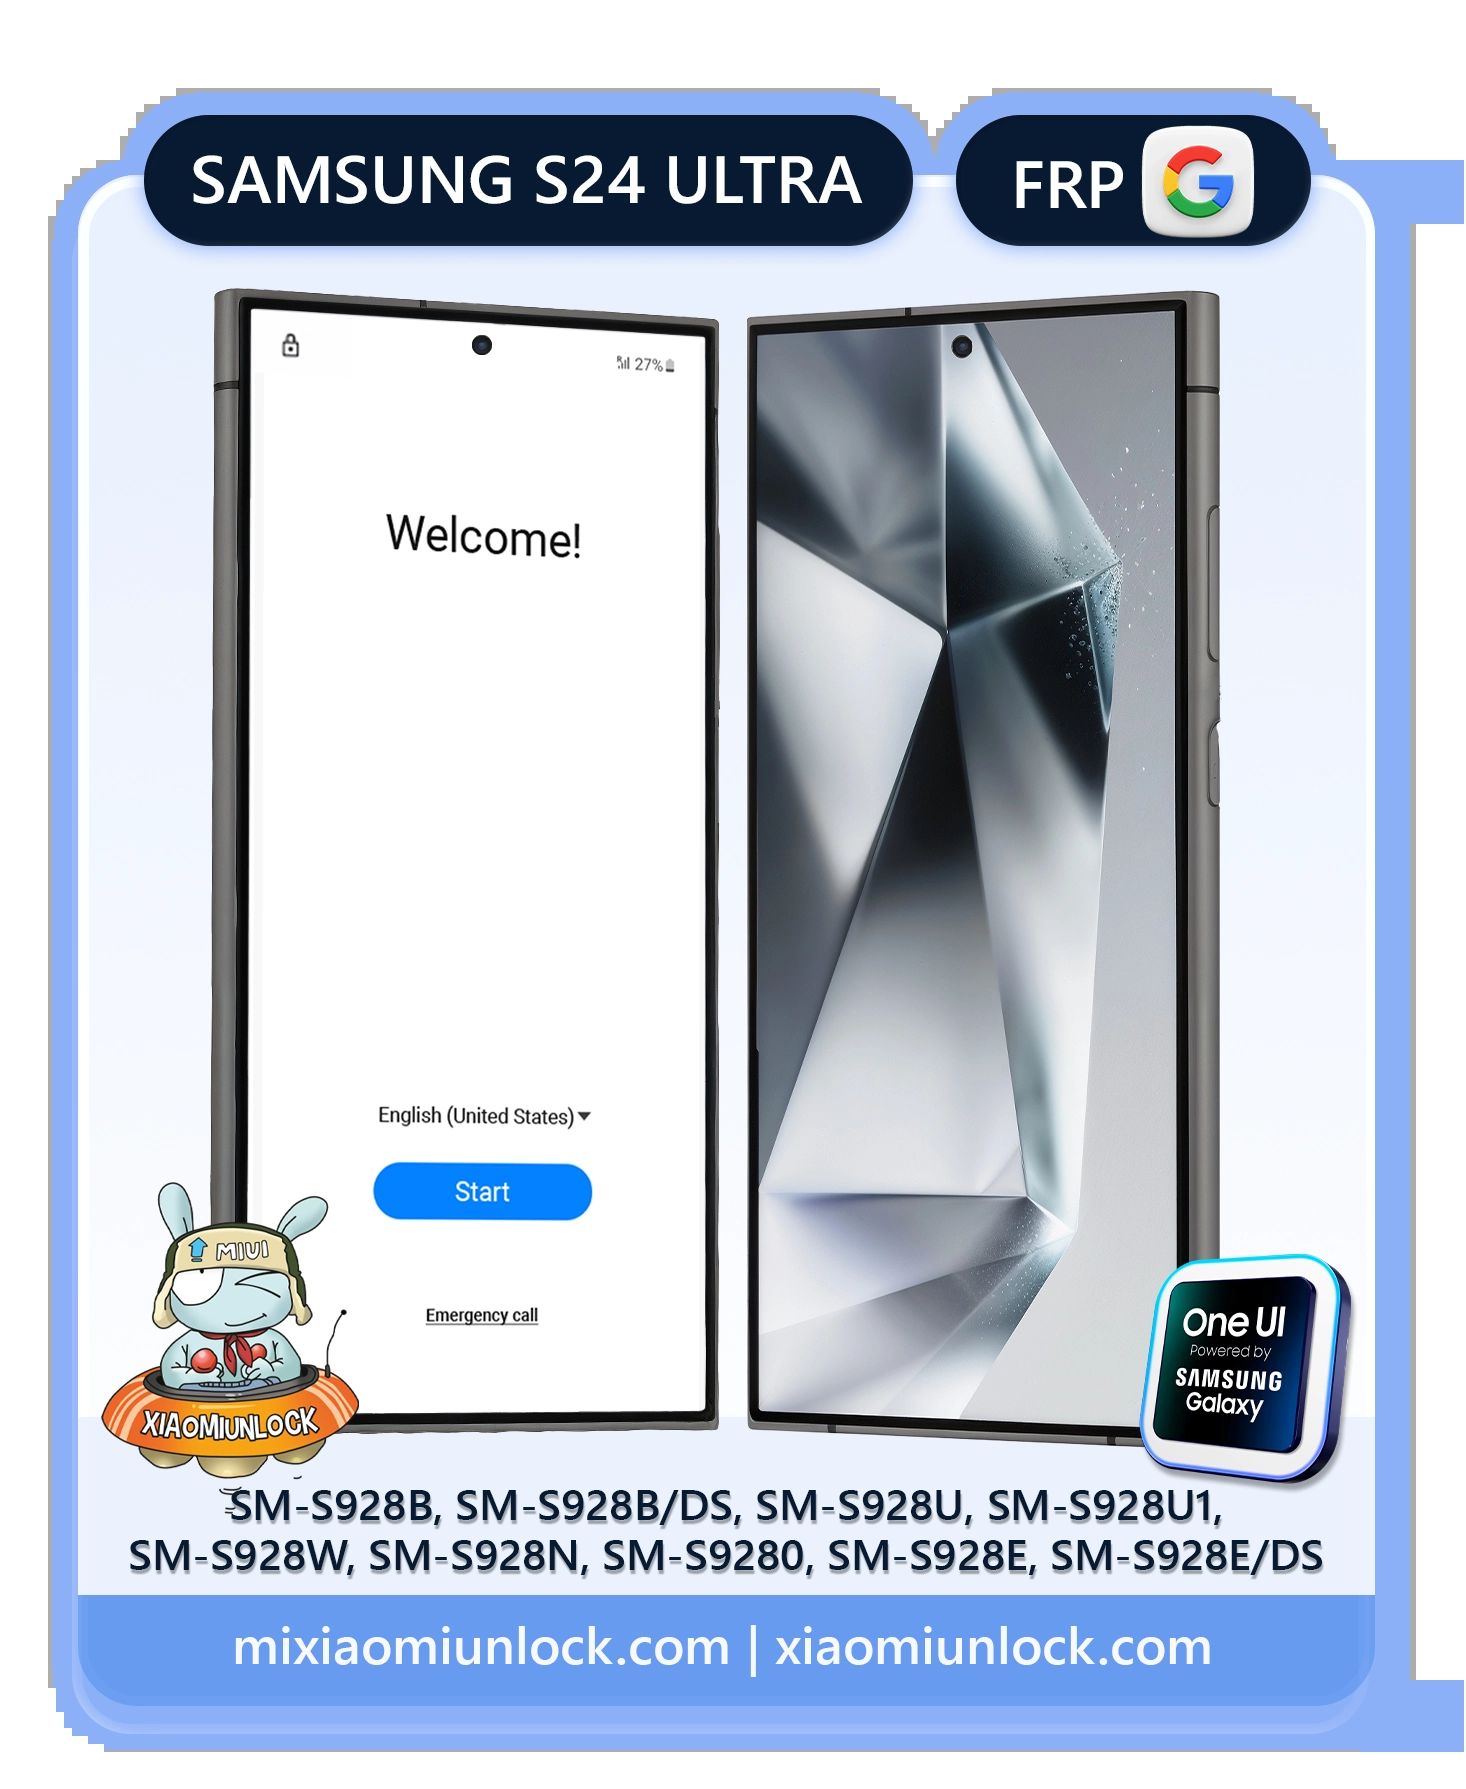 SAMSUNG S24 ULTRA
FRP G
27%
Welcome!
English (United States)
Start
Emergency call
MIUI
XIAOMIUNLOCK
One UI
Powered by
SAMSUNG
Galaxy
SM-S928B, SM-S928B/DS, SM-S928U, SM-S928U1,
SM-S928W, SM-S928N, SM-S9280, SM-S928E, SM-S928E/DS
mixiaomiunlock.com | xiaomiunlock.com